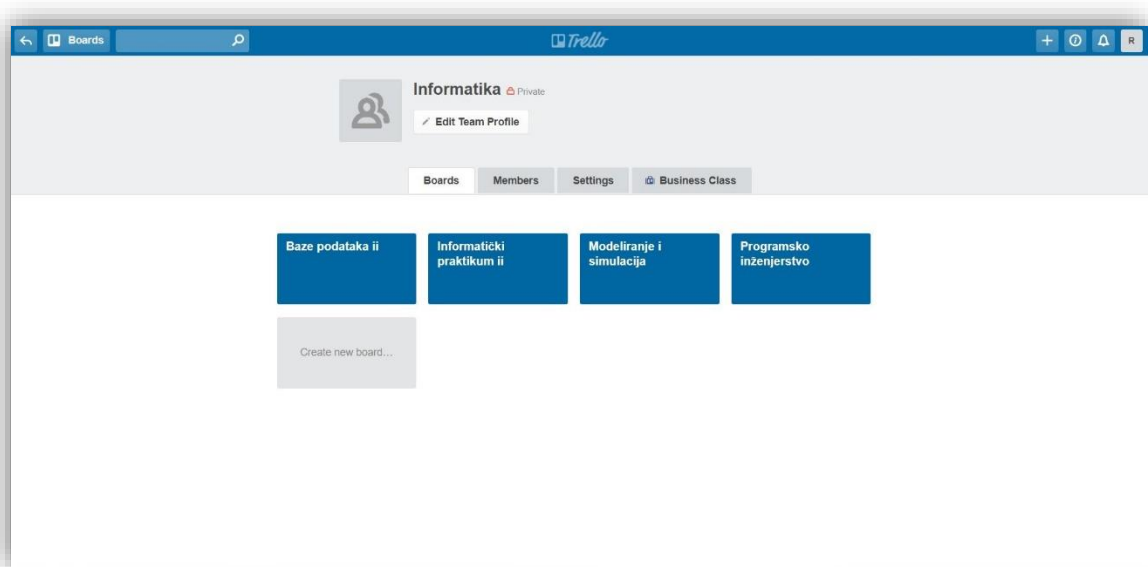 Boards
Trello
R
Informatika Private
Edit Team Profile
Boards Members Settings Business Class
Baze podataka ii
Informatički
praktikum ii
Modeliranje i
simulacija
Programsko
inženjerstvo
Create new board...